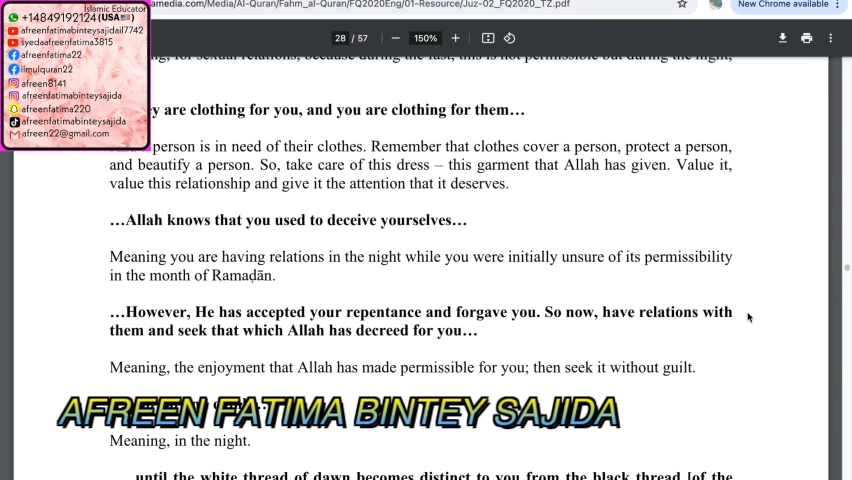 Islamic Educator
+14849192124 (USA🇺🇸)
afreenfatimabinteysajidail7742
syedaafreenfatima3815
afreenfatima22
ilmulquran22
afreen8141
afreenfatimabinteysajida
afreenfatima220
afreenfatimabinteysajida
afreen22@gmail.com
amedia.com/Media/Al-Quran/Fahm_al-Quran/FQ2020Eng/01-Resource/Juz-02_FQ2020_TZ.pdf
New Chrome available
28 / 57
150%
for sexual relations, because during the fast, this is not permissible but during the night,
are clothing for you, and you are clothing for them…
person is in need of their clothes. Remember that clothes cover a person, protect a person,
and beautify a person. So, take care of this dress – this garment that Allah has given. Value it,
value this relationship and give it the attention that it deserves.
…Allah knows that you used to deceive yourselves…
Meaning you are having relations in the night while you were initially unsure of its permissibility
in the month of Ramaḍān.
…However, He has accepted your repentance and forgave you. So now, have relations with
them and seek that which Allah has decreed for you…
Meaning, the enjoyment that Allah has made permissible for you; then seek it without guilt.
AFREEN FATIMA BINTEY SAJIDA
Meaning, in the night.
until the white thread of dawn becomes distinct to you from the black thread [of the